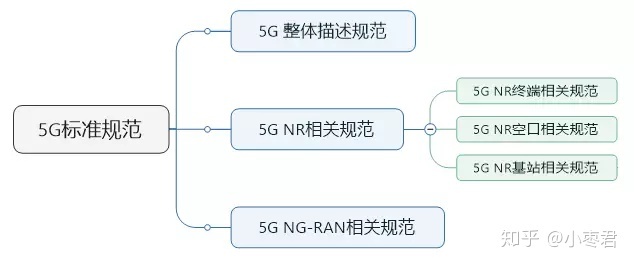 5G标准规范
5G 整体描述规范
5G NR相关规范
5G NR终端相关规范
5G NR空口相关规范
5G NR基站相关规范
5G NG-RAN相关规范
知乎 @小枣君